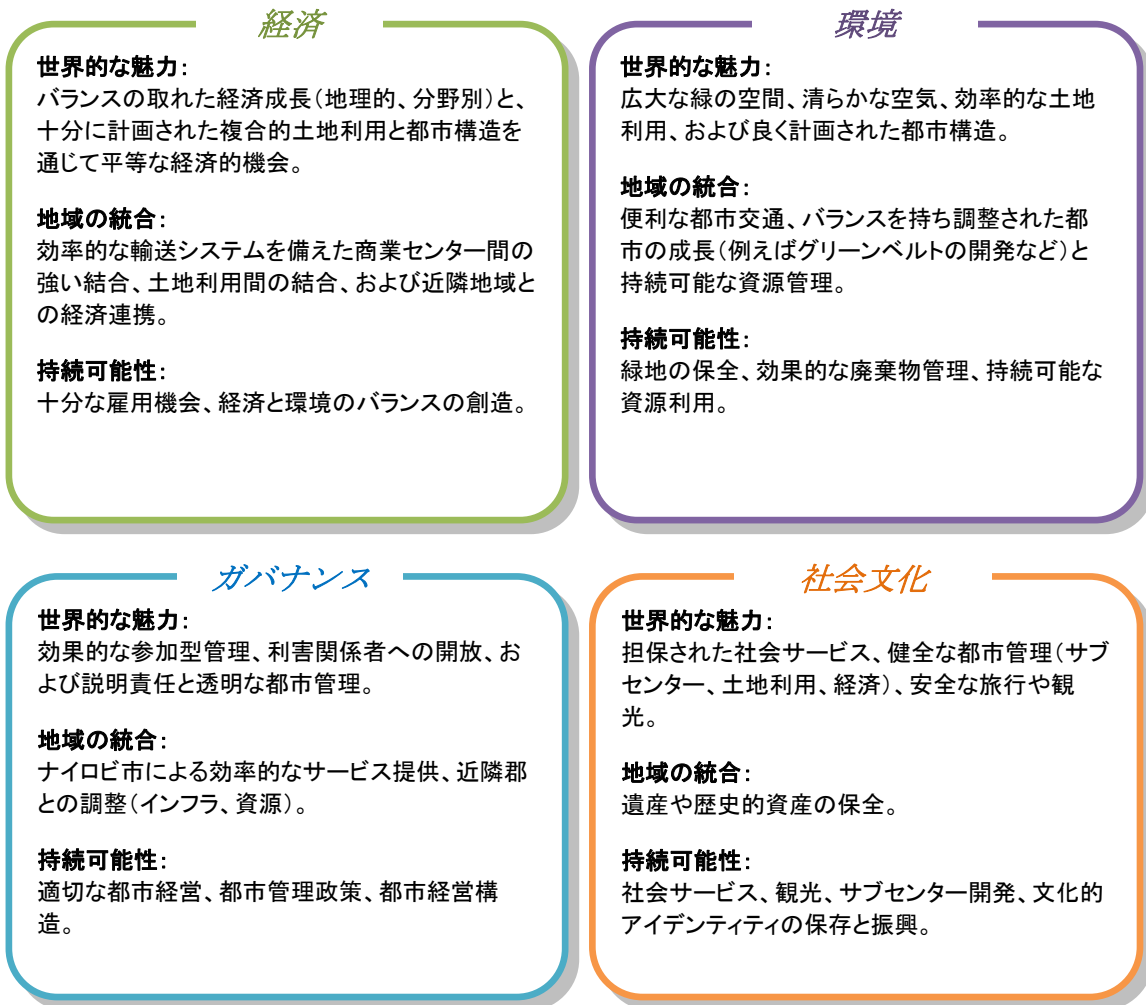 経済
世界的な魅力：
バランスの取れた経済成長（地理的、分野別）と、
十分に計画された複合的土地利用と都市構造を
通じて平等な経済的機会。
地域の統合：
効率的な輸送システムを備えた商業センター間の
強い結合、土地利用間の結合、および近隣地域と
の経済連携。
持続可能性：
十分な雇用機会、経済と環境のバランスの創造。
環境
世界的な魅力：
広大な緑の空間、清らかな空気、効率的な土地
利用、および良く計画された都市構造。
地域の統合：
便利な都市交通、バランスを持ち調整された都
市の成長（例えばグリーンベルトの開発など）と
持続可能な資源管理。
持続可能性：
緑地の保全、効果的な廃棄物管理、持続可能な
資源利用。
ガバナンス
世界的な魅力：
効果的な参加型管理、利害関係者への開放、お
よび説明責任と透明な都市管理。
地域の統合：
ナイロビ市による効率的なサービス提供、近隣郡
との調整（インフラ、資源）。
持続可能性：
適切な都市経営、都市管理政策、都市経営構
造。
社会文化
世界的な魅力：
担保された社会サービス、健全な都市管理（サブ
センター、土地利用、経済）、安全な旅行や観
光。
地域の統合：
遺産や歴史的資産の保全。
持続可能性：
社会サービス、観光、サブセンター開発、文化的
アイデンティティの保存と振興。